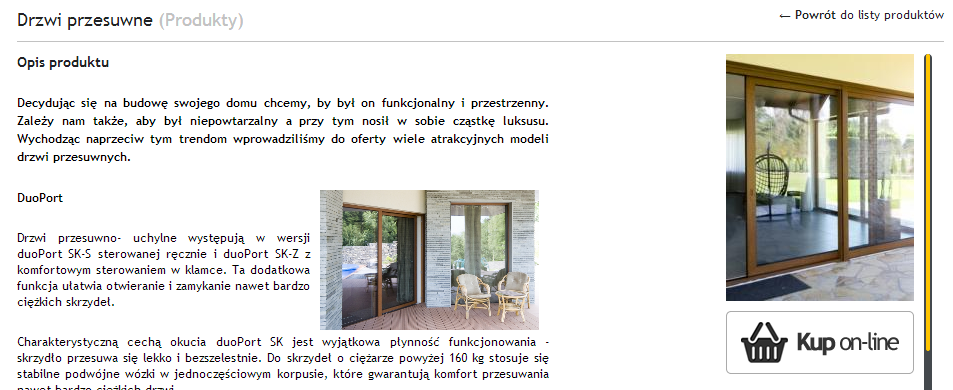 Drzwi przesuwne (Produkty)
← Powrót do listy produktów
Opis produktu
Decydując się na budowę swojego domu chcemy, by był on funkcjonalny i przestrzenny.
Zależy nam także, aby był niepowtarzalny a przy tym nosił w sobie cząstkę luksusu.
Wychodząc naprzeciw tym trendom wprowadziliśmy do oferty wiele atrakcyjnych modeli
drzwi przesuwnych.
DuoPort
Drzwi przesuwno- uchylne występują w wersji
duoPort SK-S sterowanej ręcznie i duoPort SK-Z z
komfortowym sterowaniem w klamce. Ta dodatkowa
funkcja ułatwia otwieranie i zamykanie nawet bardzo
ciężkich skrzydeł.
Charakterystyczną cechą okucia duoPort SK jest wyjątkowa płynność funkcjonowania -
skrzydło przesuwa się lekko i bezszelestnie. Do skrzydeł o ciężarze powyżej 160 kg stosuje się
stabilne podwójne wózki w jednoczęściowym korpusie, które gwarantują komfort przesuwania
nawet bardzo ciężkich drzwi.
Kup on-line